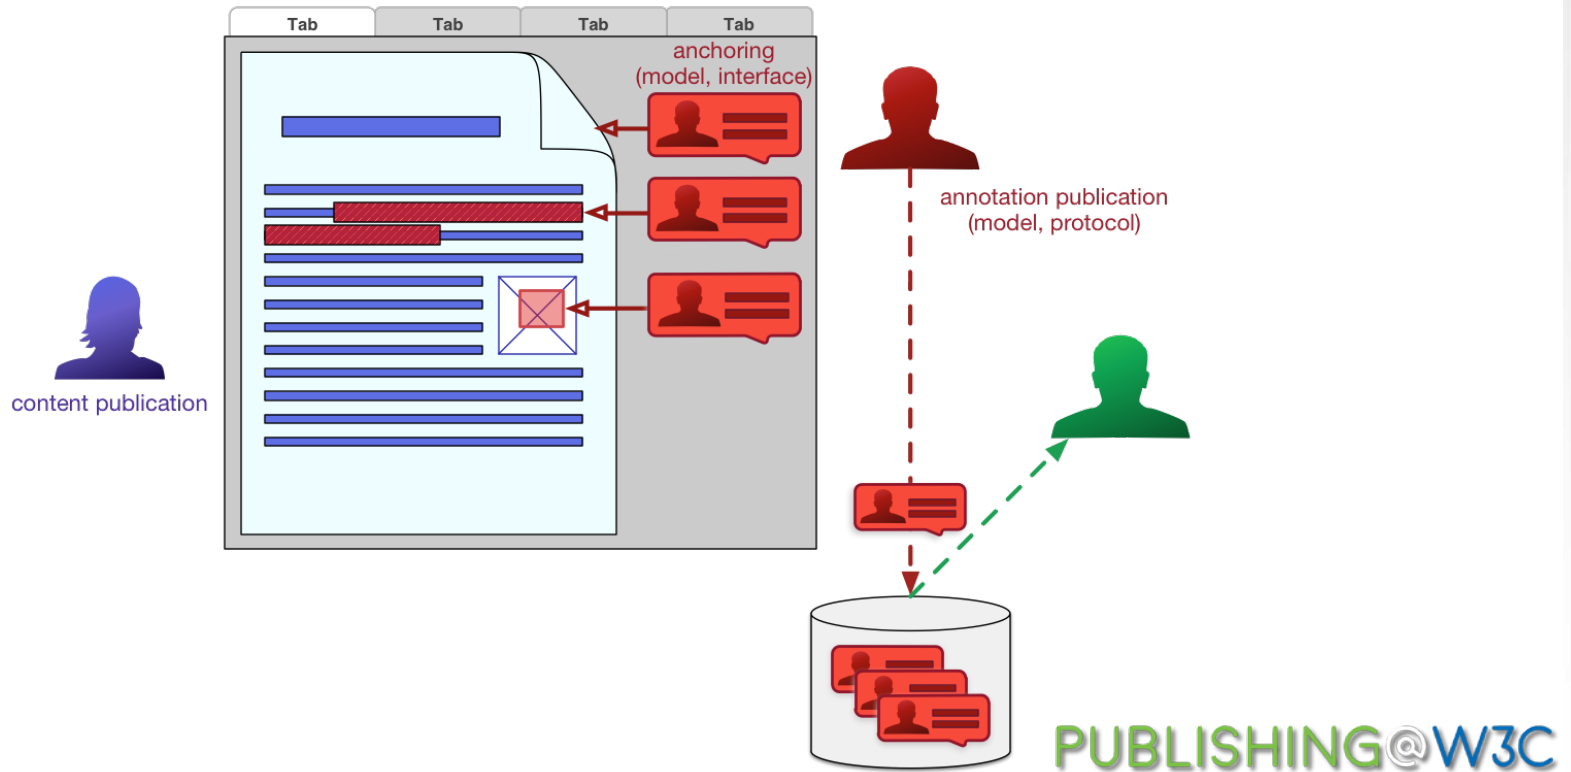 Tab
Tab
Tab
Tab
anchoring
(model, interface)
annotation publication
(model, protocol)
content publication
PUBLISHING@W3C